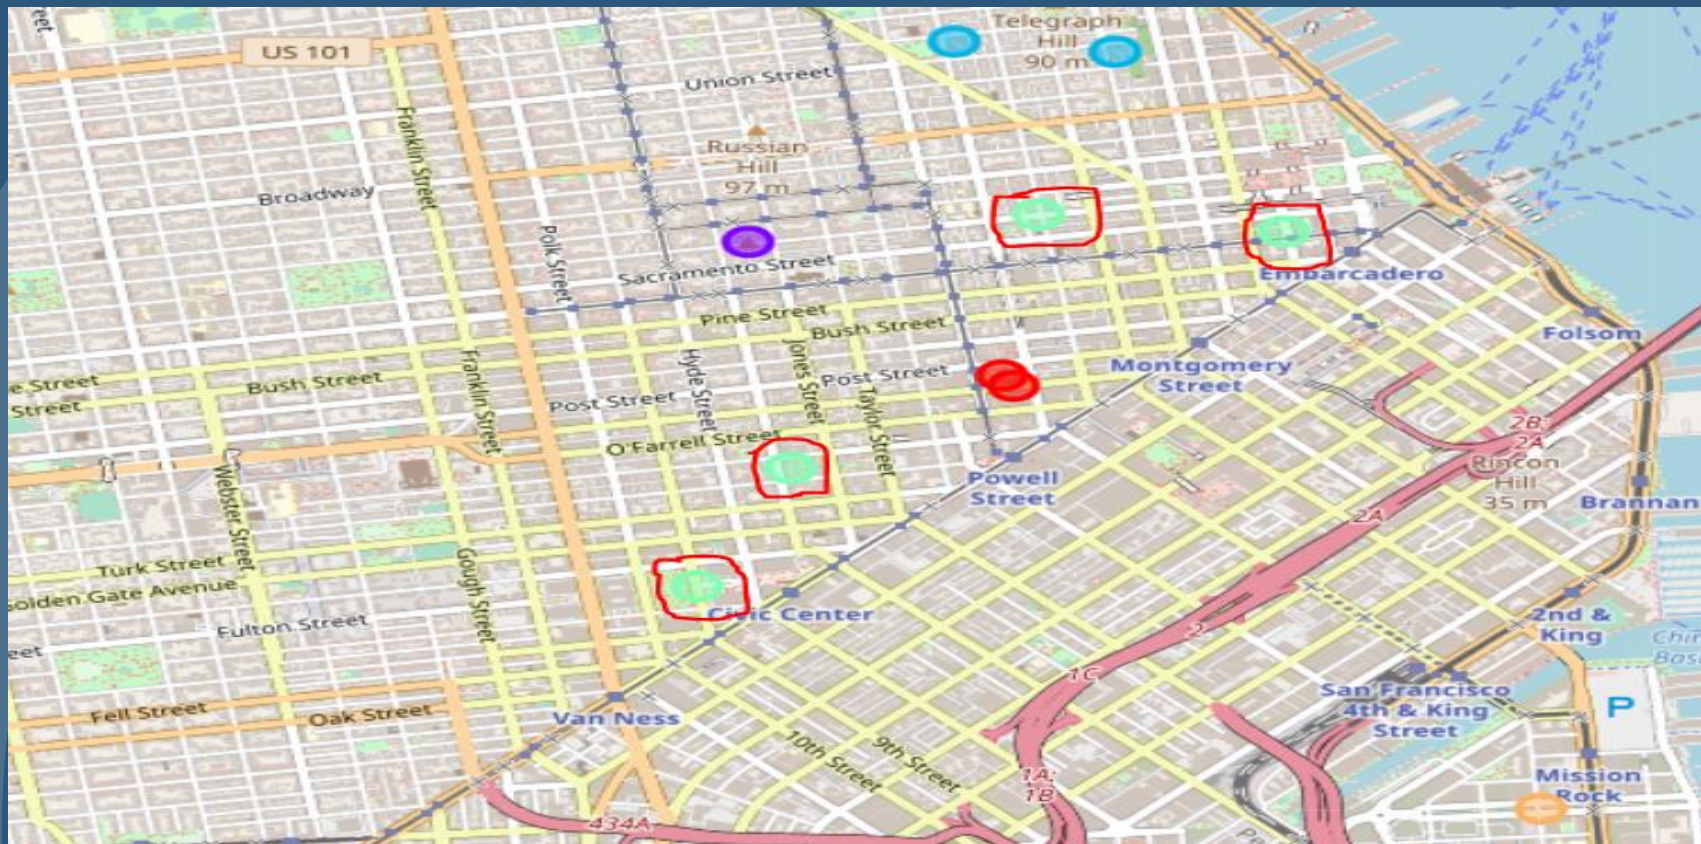 US 101
Telegraph
Hill
90 m
Union Street
Franklin Street
Russian
Hill
97 m
Broadway
Polk Street
Sacramento Street
Embarcadero
Pine Street
Bush Street
Folsom
Montgomery
Street
Hyde Street
Jones Street
Post Street
Taylor Street
e Street
Street
Bush Street
Franklin Street
Post Street
O'Farrell Street
2B;
2A
Rincon
Hill
35 m
Powell
Street
Brannan
2A
Webster Street
Turk Street
Gough Street
Golden Gate Avenue
Fulton Street
Civic Center
2
2nd &
King
eet
1C
San Francisco
4th & King
Street
P
Fell Street
Oak Street
Van Ness
10th Street
9th Street
1A;
1B
Mission
Rock
434A